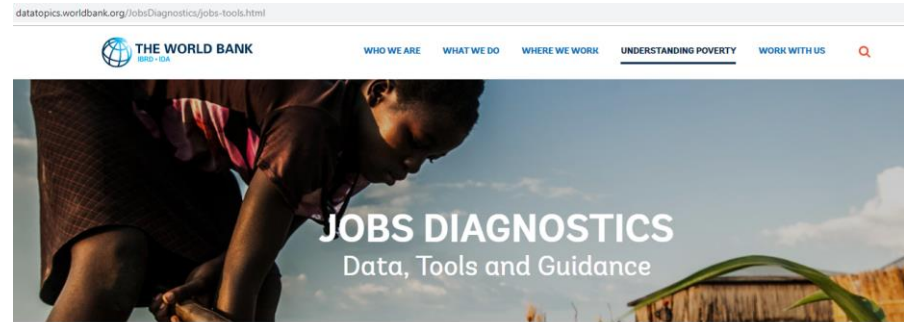 datatopics.worldbank.org/JobsDiagnostics/jobs-tools.html
THE WORLD BANK
IBRD • IDA
WHO WE ARE WHAT WE DO WHERE WE WORK UNDERSTANDING POVERTY WORK WITH US
JOBS DIAGNOSTICS
Data, Tools and Guidance